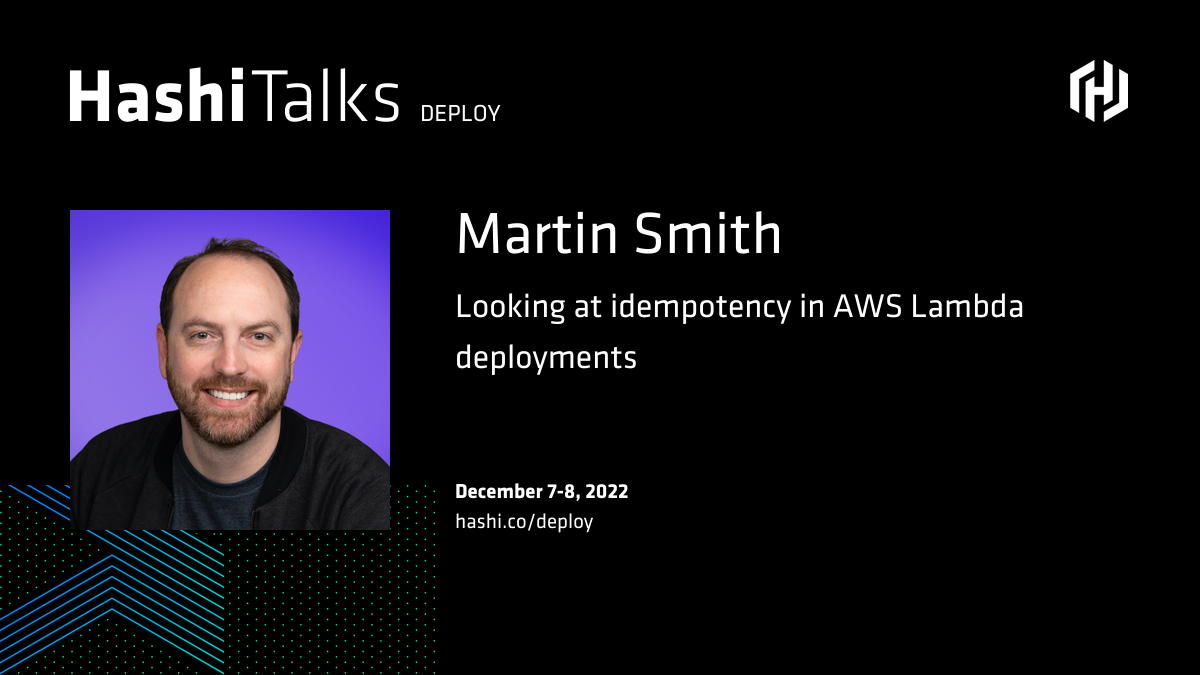 HashiTalks DEPLOY
Martin Smith
Looking at idempotency in AWS Lambda
deployments
December 7-8, 2022
hashi.co/deploy